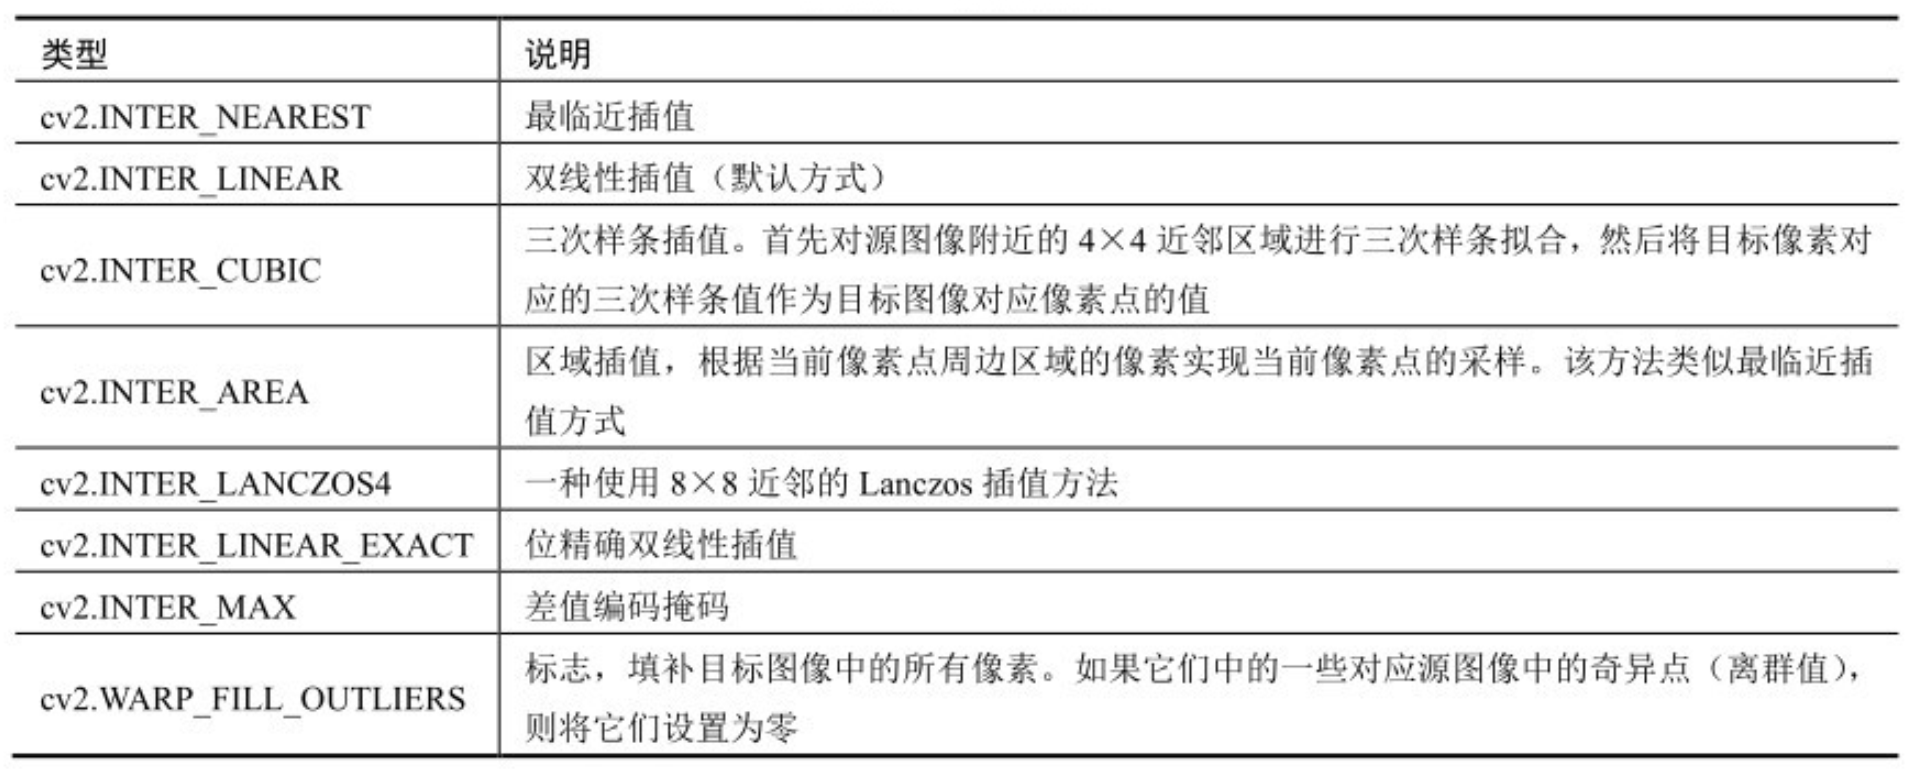 类型 说明
cv2.INTER_NEAREST 最临近插值
cv2.INTER_LINEAR 双线性插值（默认方式）
cv2.INTER_CUBIC 三次样条插值。首先对源图像附近的 4×4 近邻区域进行三次样条拟合，然后将目标像素对
应的三次样条值作为目标图像对应像素点的值
cv2.INTER_AREA 区域插值，根据当前像素点周边区域的像素实现当前像素点的采样。该方法类似最临近插
值方式
cv2.INTER_LANCZOS4 一种使用 8×8 近邻的 Lanczos 插值方法
cv2.INTER_LINEAR_EXACT 位精确双线性插值
cv2.INTER_MAX 差值编码掩码
cv2.WARP_FILL_OUTLIERS 标志，填补目标图像中的所有像素。如果它们中的一些对应源图像中的奇异点（离群值），
则将它们设置为零